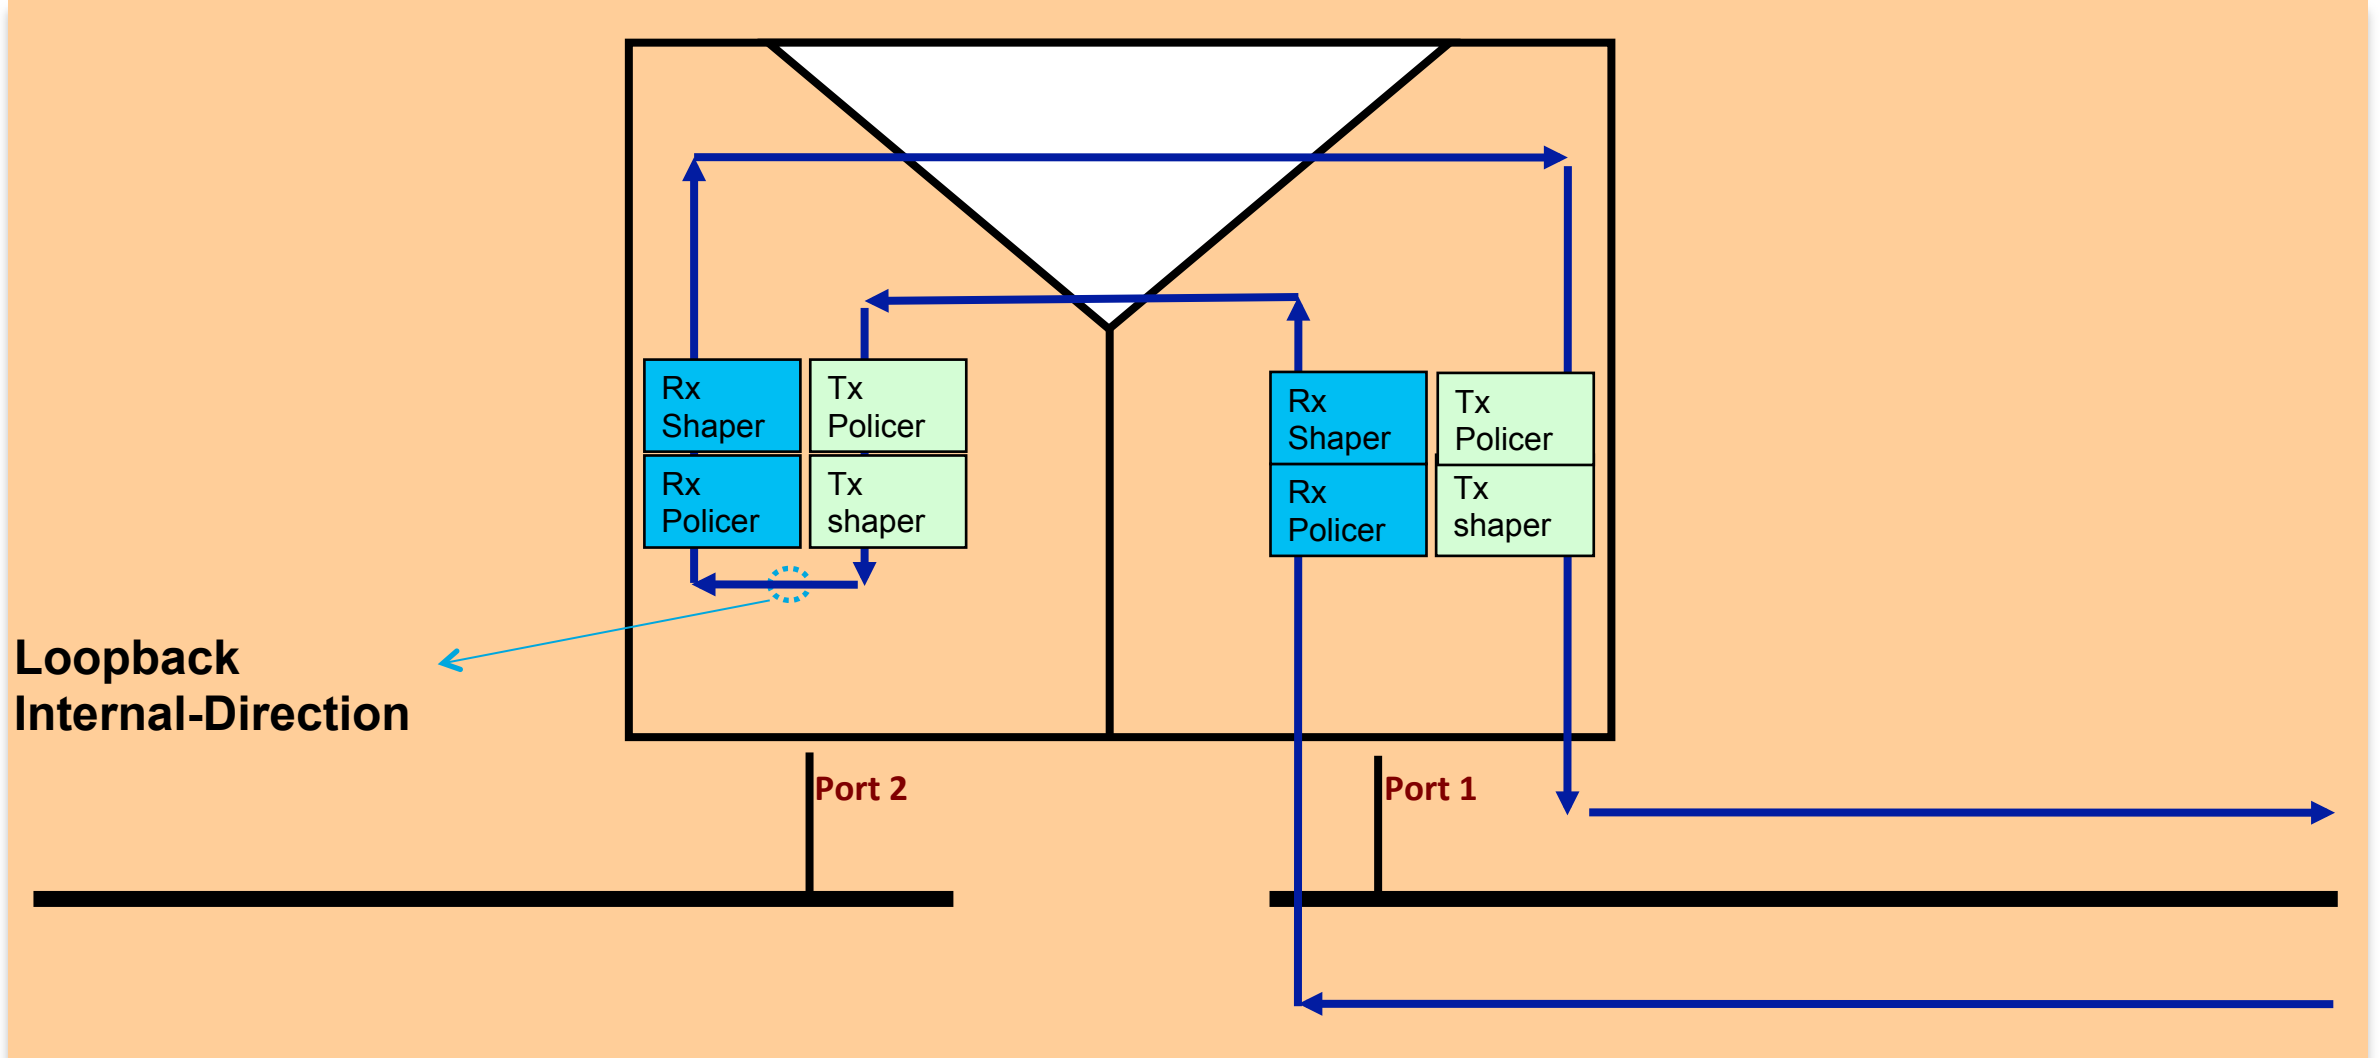 Rx
Shaper
Tx
Policer
Rx
Policer
Tx
shaper
Rx
Shaper
Tx
Policer
Rx
Policer
Tx
shaper
Loopback
Internal-Direction
Port 2
Port 1